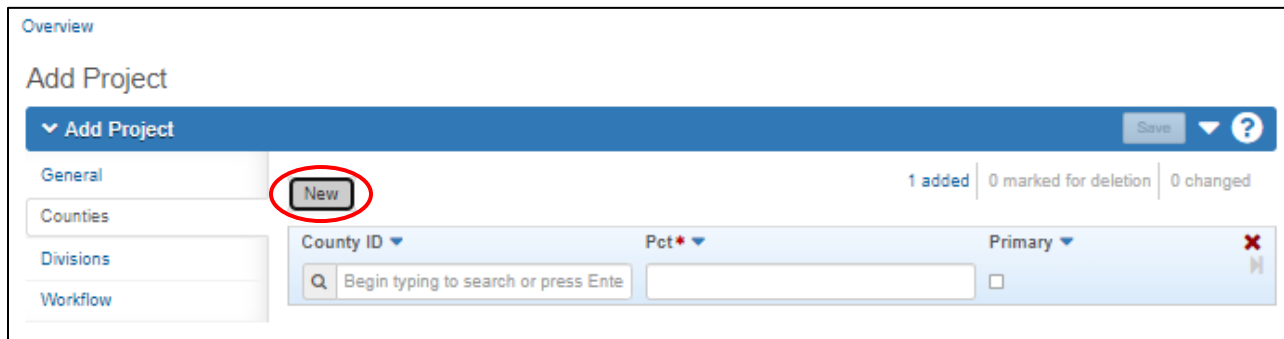 Overview
Add Project
Add Project
Save
?
General
Counties
Divisions
Workflow
New
1 added 0 marked for deletion 0 changed
County ID Pct* Primary
Begin typing to search or press Ente